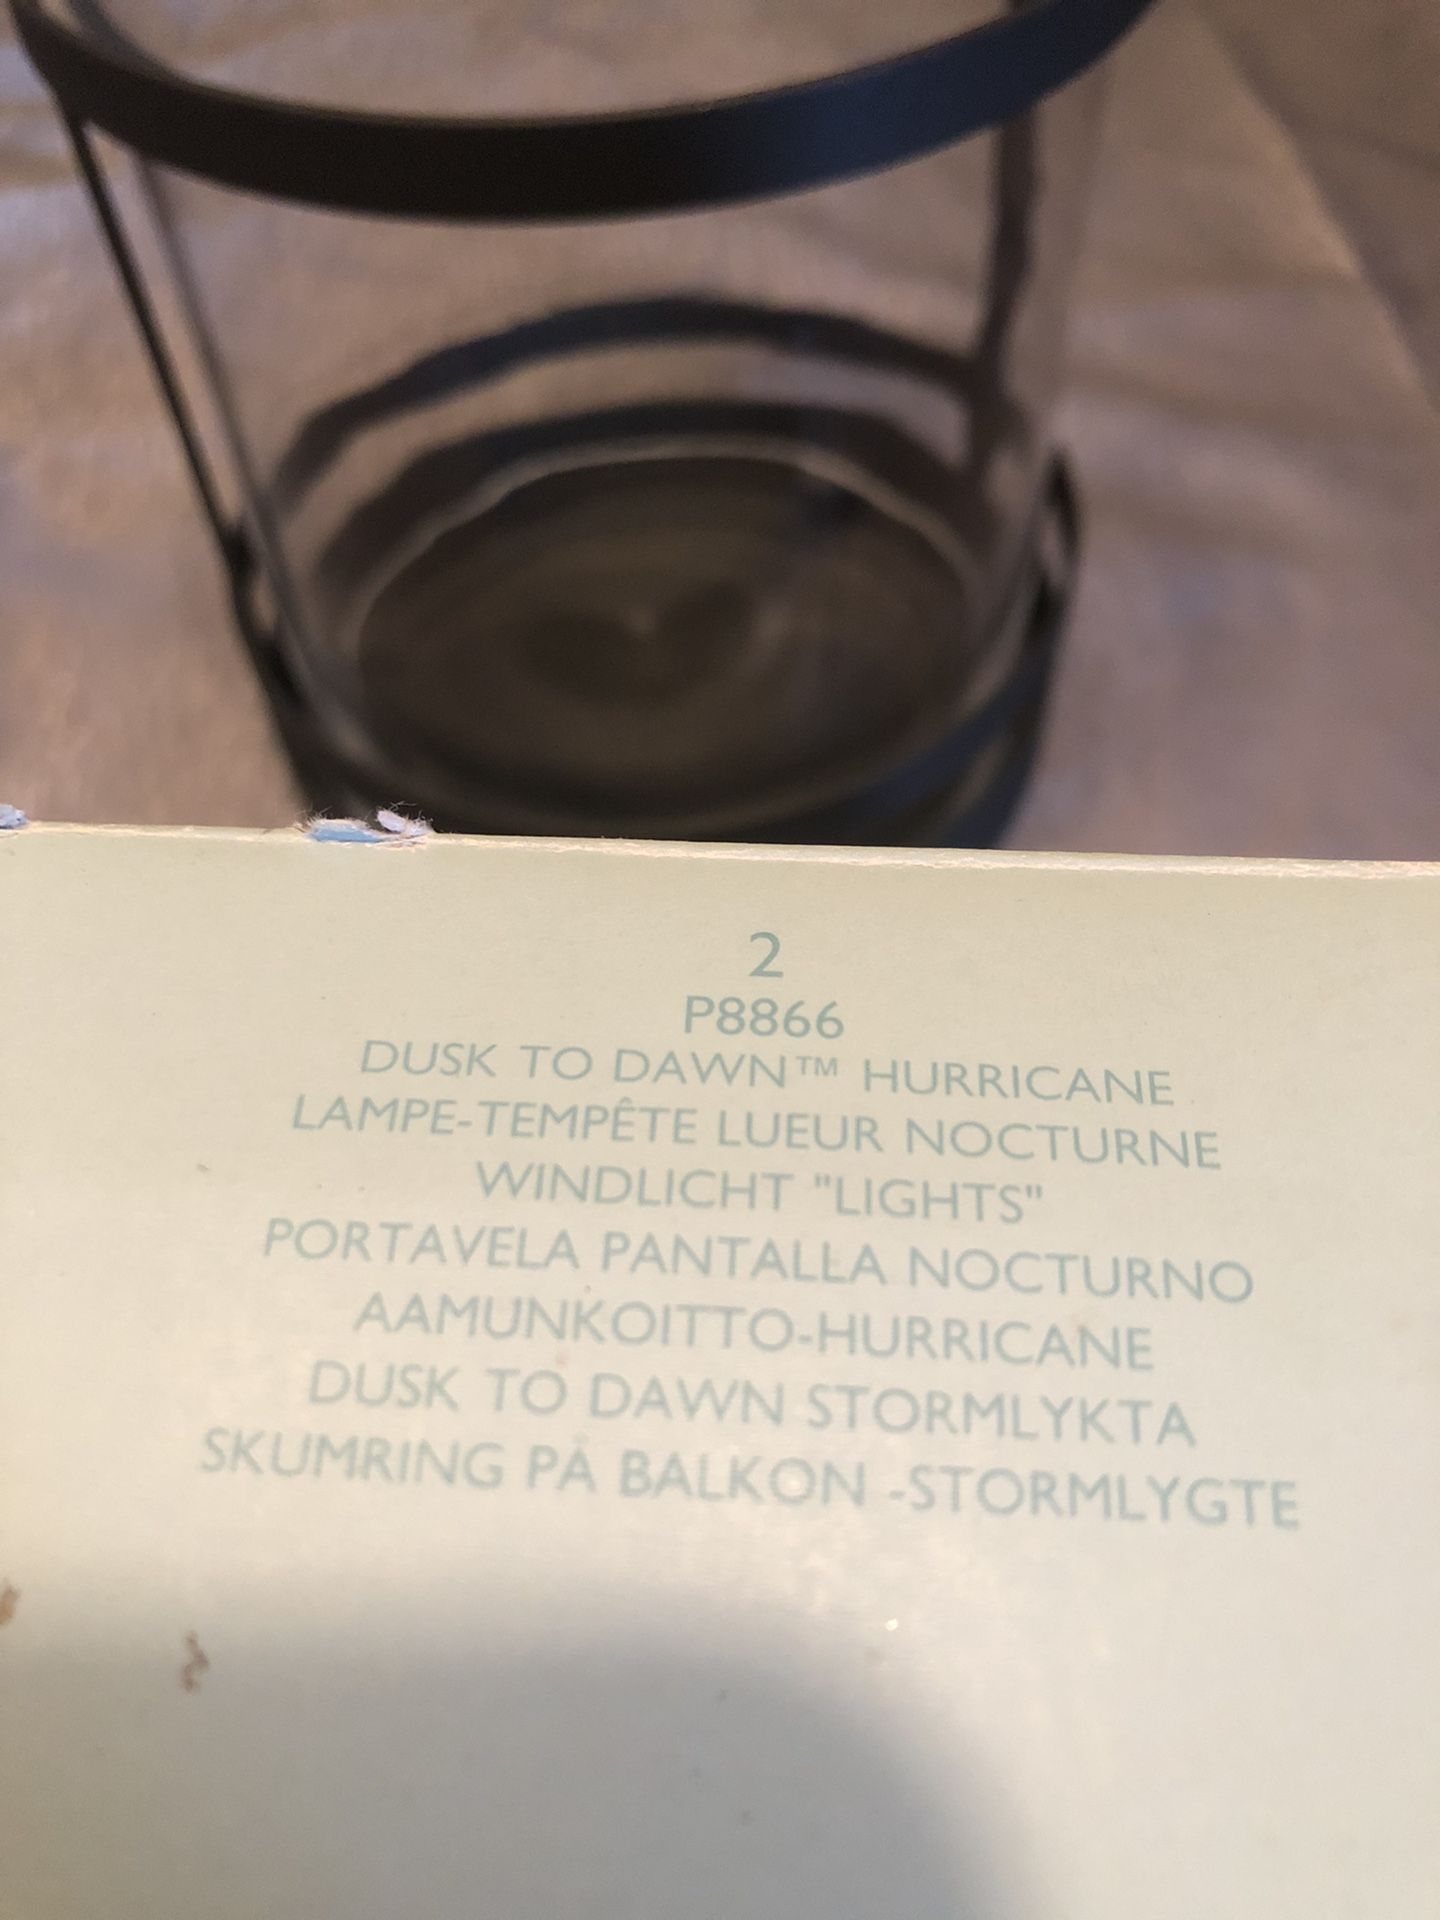 2
P8866
DUSK TO DAWN™ HURRICANE
LAMPE-TEMPÊTE LUEUR NOCTURNE
WINDLICHT "LIGHTS"
PORTAVELA PANTALLA NOCTURNO
AAMUNKOITTO-HURRICANE
DUSK TO DAWN STORMLYKTA
SKUMRING PÅ BALKON -STORMLYGTE